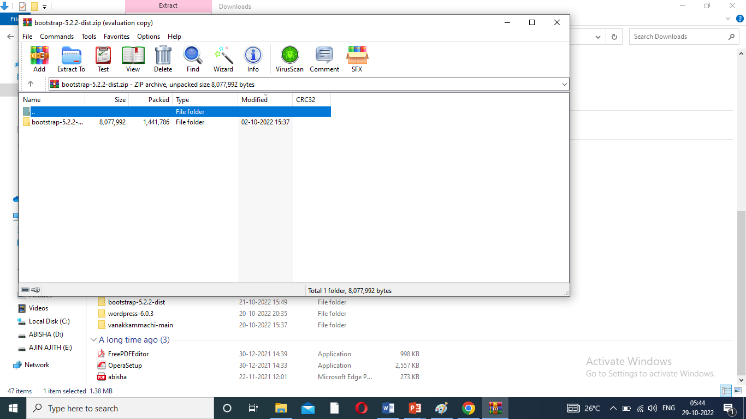 Extract
Downloads
bootstrap-5.2.2-dist.zip (evaluation copy)
File Commands Tools Favorites Options Help
Search Downloads
Add Extract To Test View Delete Find Wizard Info VirusScan Comment SFX
bootstrap-5.2.2-dist.zip - ZIP archive, unpacked size 8,077,992 bytes
Name Size Packed Type Modified CRC32
.. File folder
bootstrap-5.2.2-... 8,077,992 1,441,706 File folder 02-10-2022 15:37
Total 1 folder, 8,077,992 bytes
bootstrap-5.2.2-dist 21-10-2022 15:49 File folder
Videos
wordpress-6.0.3 20-10-2022 20:35 File folder
Local Disk (C:)
vanakkammachi-main 20-10-2022 15:37 File folder
ABISHA (D:)
A long time ago (3)
AJIN AJITH (E:)
FreePDFEditor 30-12-2021 14:39 Application 998 KB
Network
OperaSetup 30-12-2021 14:33 Application 2,557 KB
abisha 22-11-2021 12:01 Microsoft Edge P... 273 KB
Activate Windows
Go to Settings to activate Windows.
47 items 1 item selected 1.38 MB
Type here to search
26°C ENG 05:44
29-10-2022